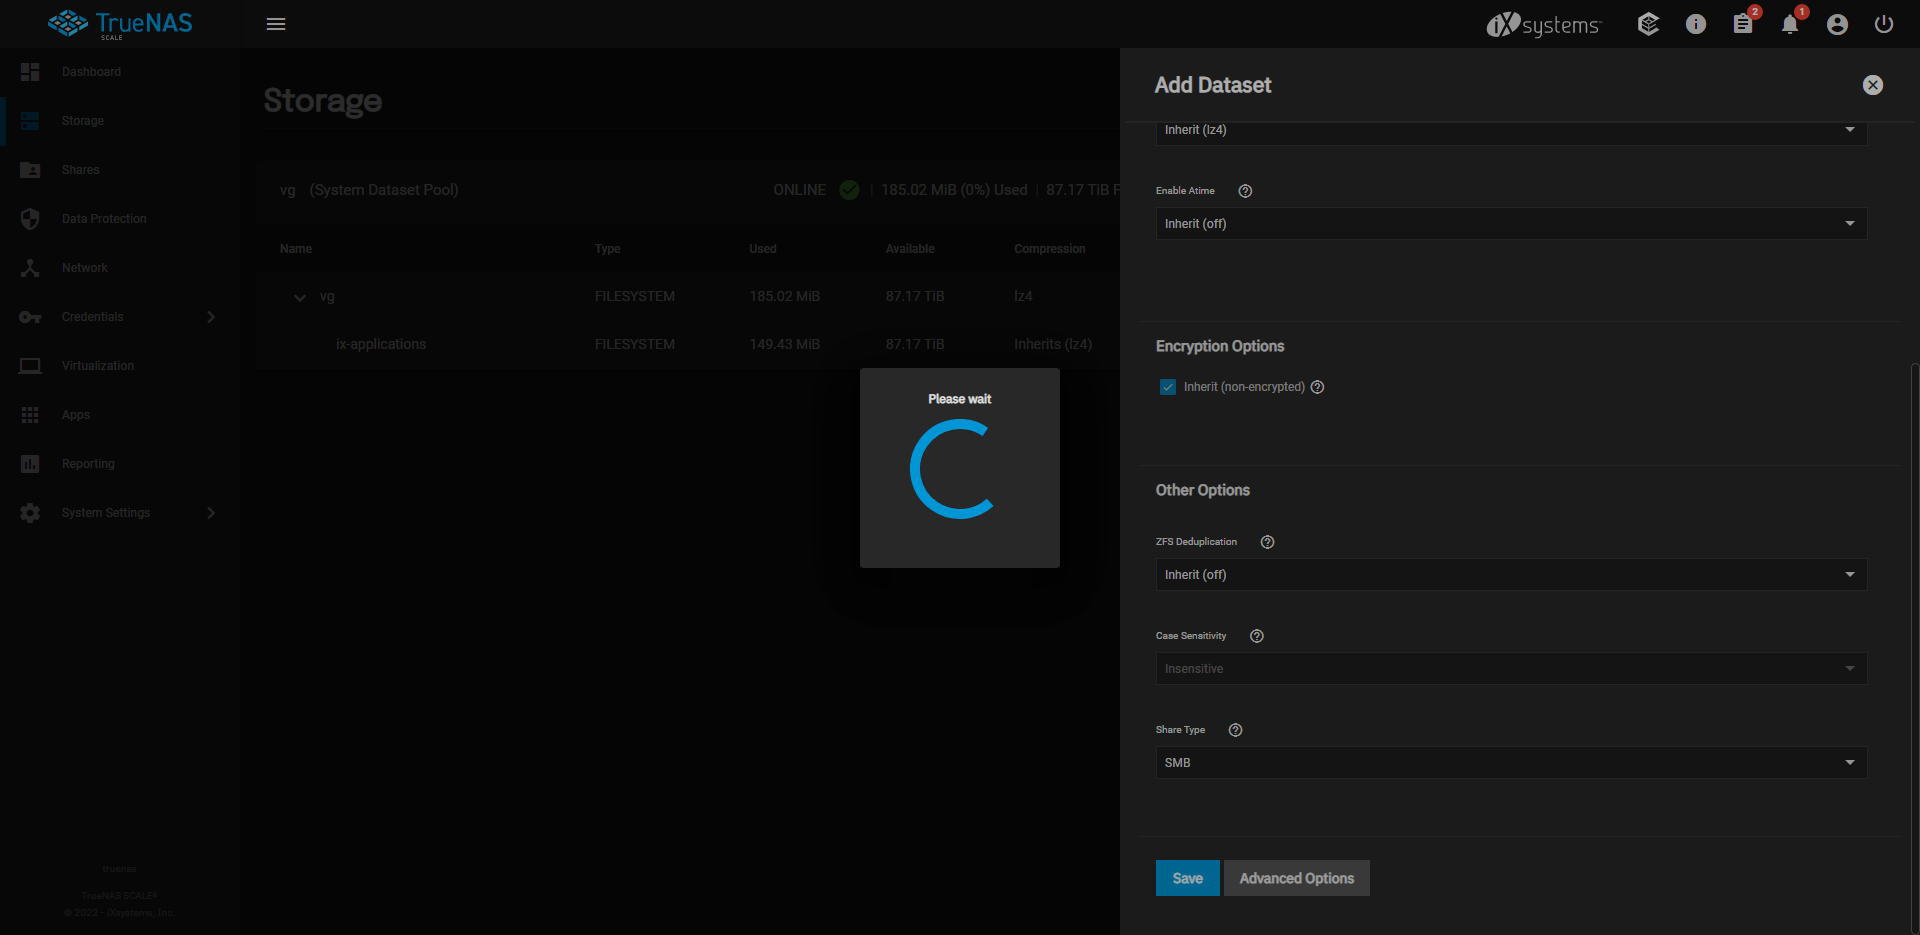 TrueNAS
SCALE
iXsystems™
2
1
Dashboard
Storage
Shares
Data Protection
Network
Credentials
Virtualization
Apps
Reporting
System Settings
truenas
TrueNAS SCALE®
© 2022 - iXsystems, Inc.
Storage
vg (System Dataset Pool)
ONLINE | 185.02 MiB (0%) Used | 87.17 TiB F
Name Type Used Available Compression
vg FILESYSTEM 185.02 MiB 87.17 TiB lz4
ix-applications FILESYSTEM 149.43 MiB 87.17 TiB Inherits (lz4)
Please wait
Add Dataset
Inherit (lz4)
Enable Atime
Inherit (off)
Encryption Options
Inherit (non-encrypted)
Other Options
ZFS Deduplication
Inherit (off)
Case Sensitivity
Insensitive
Share Type
SMB
Save Advanced Options